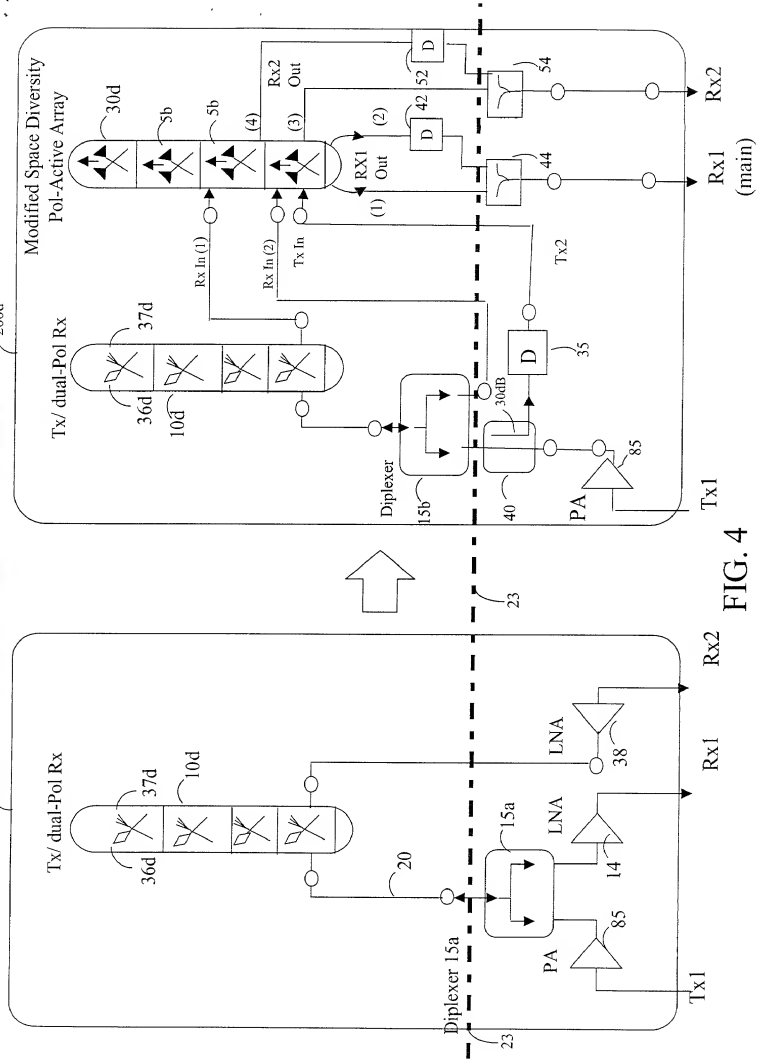 Tx/ dual-Pol Rx
36d
37d
10d
20
Diplexer 15a
15a
23
PA
85
LNA
14
LNA
38
Tx1
Rx1
Rx2
23
Tx/ dual-Pol Rx
36d
37d
10d
Diplexer
15b
30dB
40
PA
85
Tx1
D
35
Tx2
Modified Space Diversity
Pol-Active Array
30d
5b
5b
Rx In (1)
Rx In (2)
Tx In
(4)
(3)
Rx2
Out
RX1
Out
(1)
(2)
D
52
D
42
54
44
Rx1
(main)
Rx2
FIG. 4